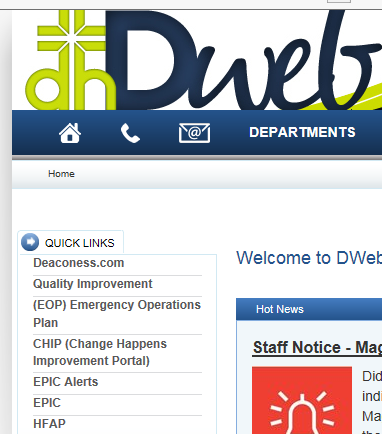 dh Dweb
DEPARTMENTS
Home
QUICK LINKS
Deaconess.com
Quality Improvement
(EOP) Emergency Operations
Plan
CHIP (Change Happens
Improvement Portal)
EPIC Alerts
EPIC
HFAP
Welcome to DWeb
Hot News
Staff Notice - Mag
Did
indi
Ma